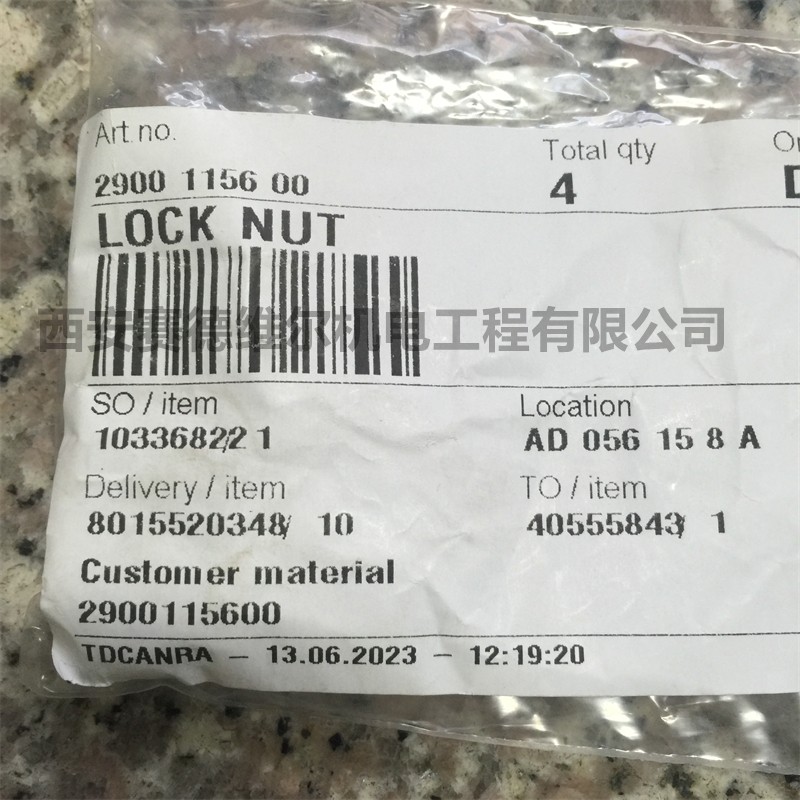 Art no.
Total qty
2900 1156 00
4
LOCK NUT
西安赛德维尔机电工程有限公司
SO / item
Location
10336822/ 1
AD 056 15 8 A
Delivery / item
TO / item
8015520348/ 10
40555843/ 1
Customer material
2900115600
TDCANRA – 13.06.2023 – 12:19:20